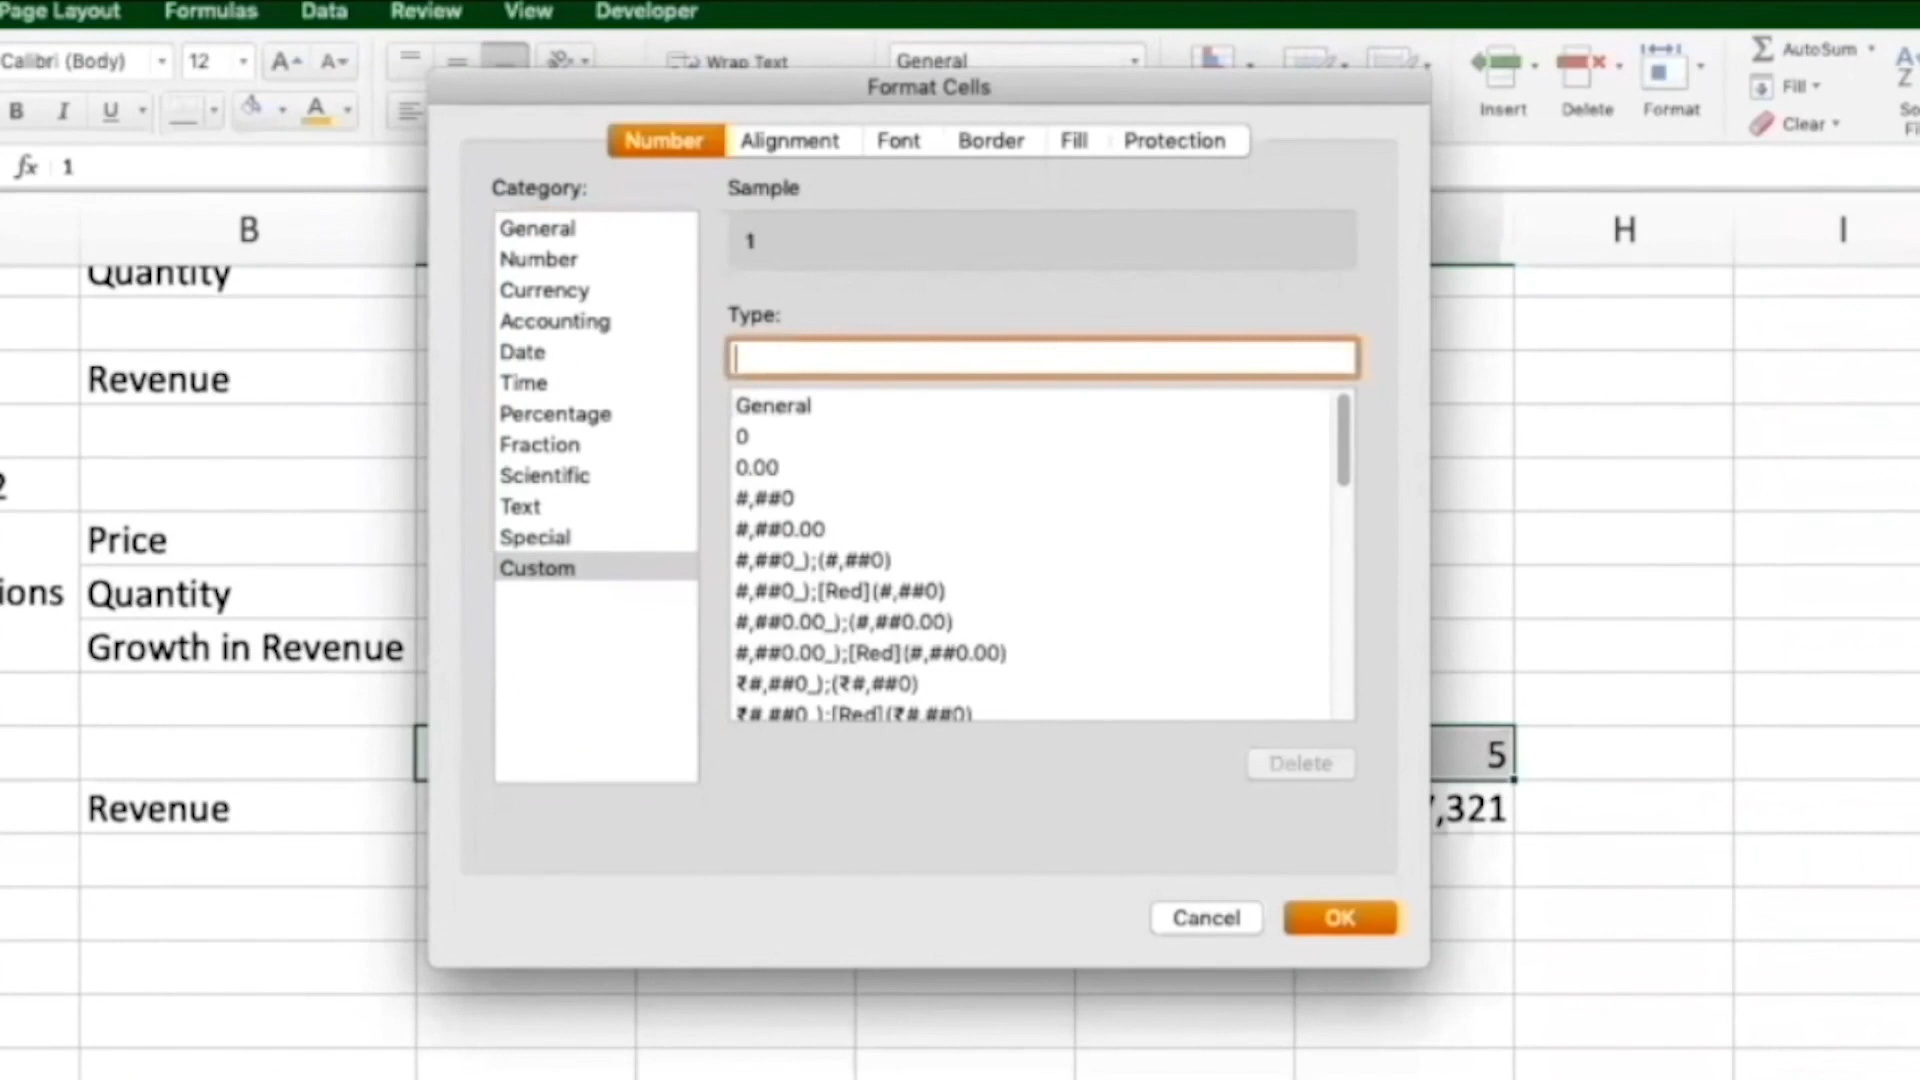 Page Layout Formulas Data Review View Developer
Calibri (Body) 12 A A Wrap Text General
B I U A Insert Delete Format
AutoSum
Fill
Clear
fx 1
Format Cells
Number Alignment Font Border Fill Protection
Category:
General
Number
Currency
Accounting
Date
Time
Percentage
Fraction
Scientific
Text
Special
Custom
Sample
1
Type:
General
0
0.00
#,##0
#,##0.00
#,##0_);(#,##0)
#,##0_);[Red](#,##0)
#,##0.00_);(#,##0.00)
#,##0.00_);[Red](#,##0.00)
₹#,##0_);(₹#,##0)
₹#,##0_);[Red](₹#,##0)
Delete
Cancel OK
B H I
Quantity
Revenue
2
Price
ions Quantity
Growth in Revenue
5
Revenue 7,321